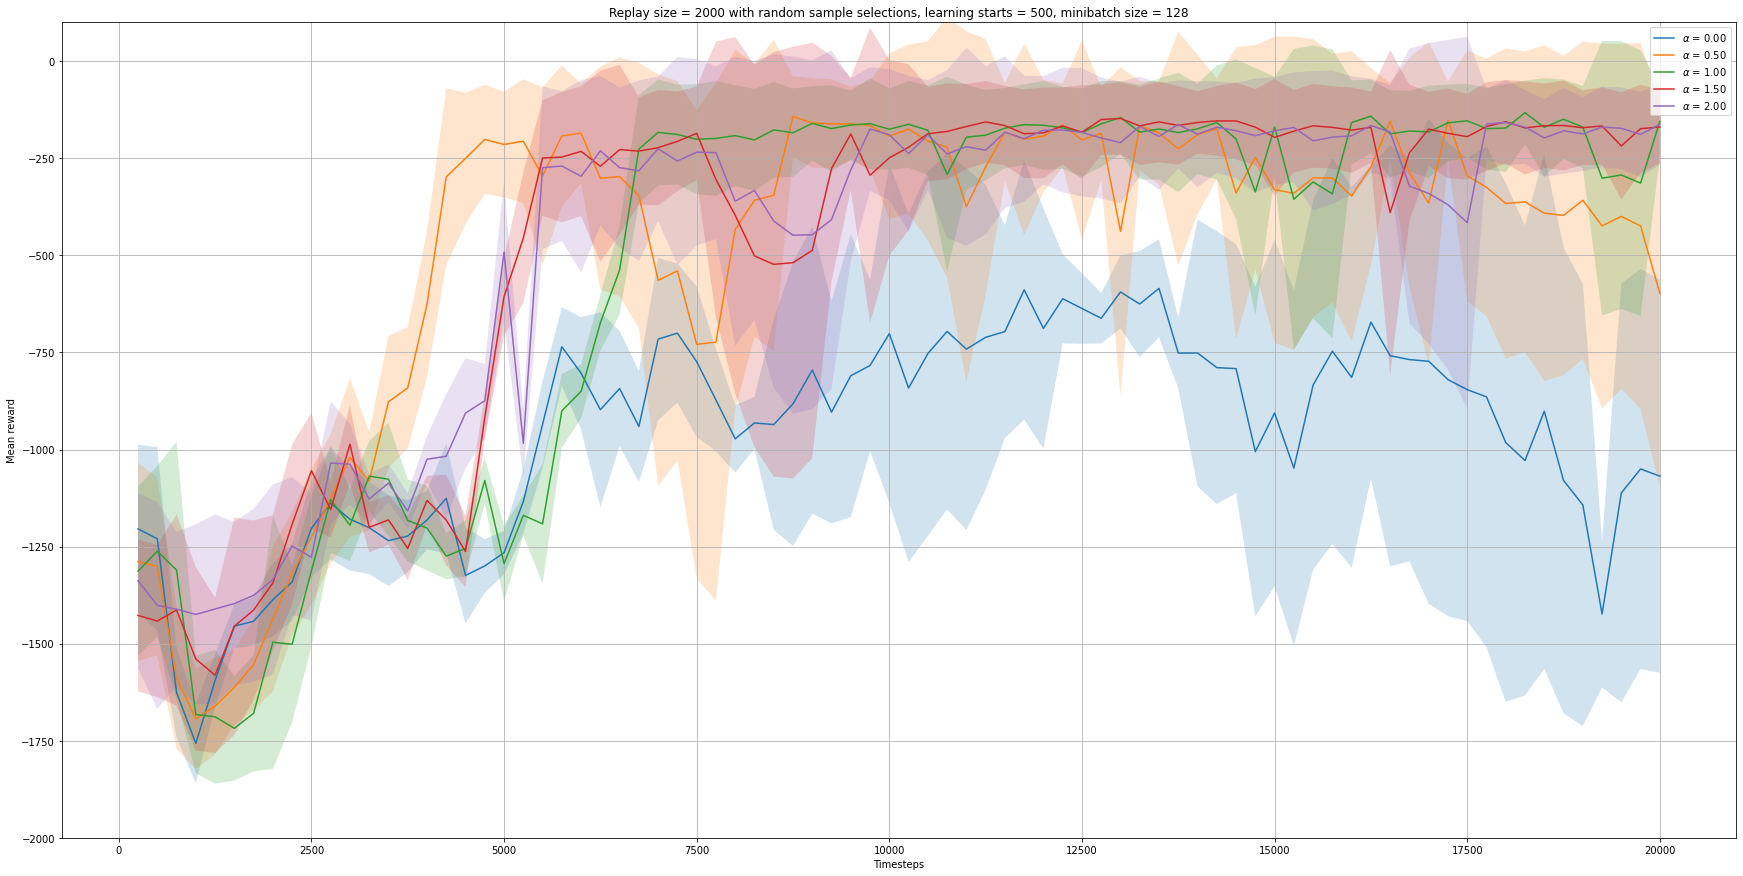 Replay size = 2000 with random sample selections, learning starts = 500, minibatch size = 128
α = 0.00
α = 0.50
α = 1.00
α = 1.50
α = 2.00
Mean reward
0
−250
−500
−750
−1000
−1250
−1500
−1750
−2000
0 2500 5000 7500 10000 12500 15000 17500 20000
Timesteps